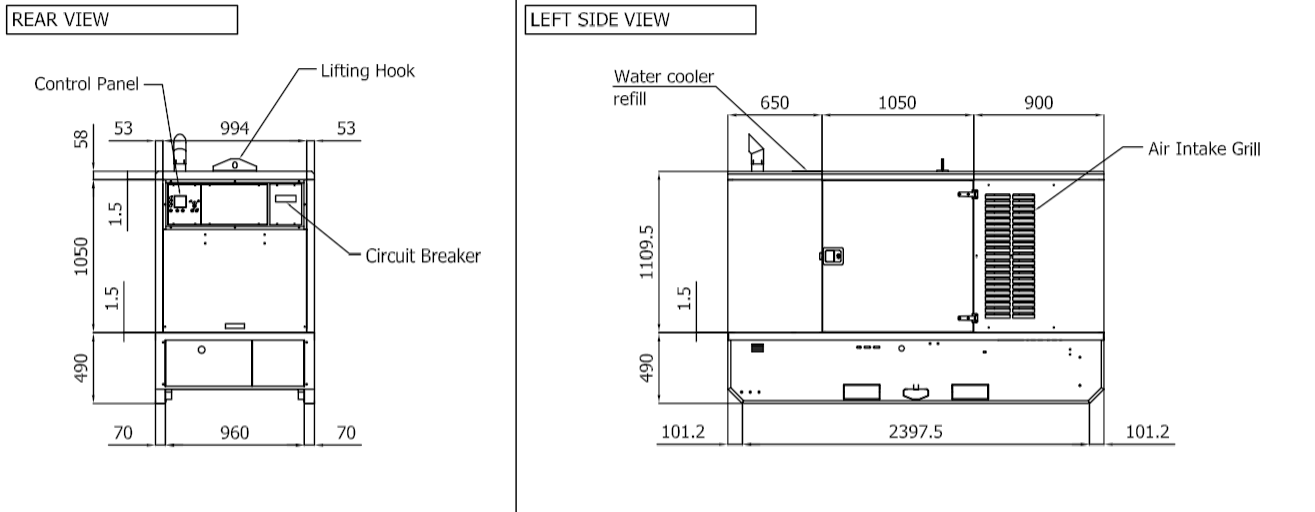 REAR VIEW
Control Panel
Lifting Hook
58
53
994
53
1.5
1050
1.5
Circuit Breaker
490
70
960
70
LEFT SIDE VIEW
Water cooler
refill
650
1050
900
Air Intake Grill
1109.5
1.5
490
101.2
2397.5
101.2